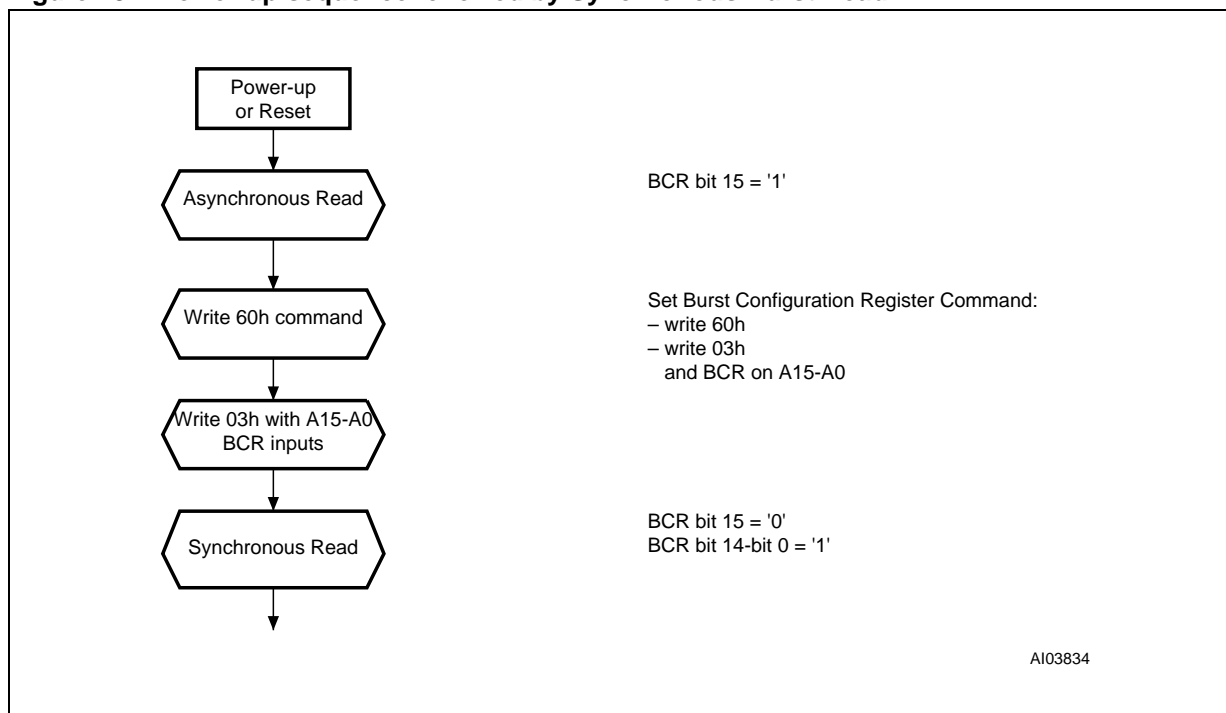 Power-up
or Reset
Asynchronous Read
BCR bit 15 = '1'
Write 60h command
Set Burst Configuration Register Command:
– write 60h
– write 03h
and BCR on A15-A0
Write 03h with A15-A0
BCR inputs
Synchronous Read
BCR bit 15 = '0'
BCR bit 14-bit 0 = '1'
AI03834